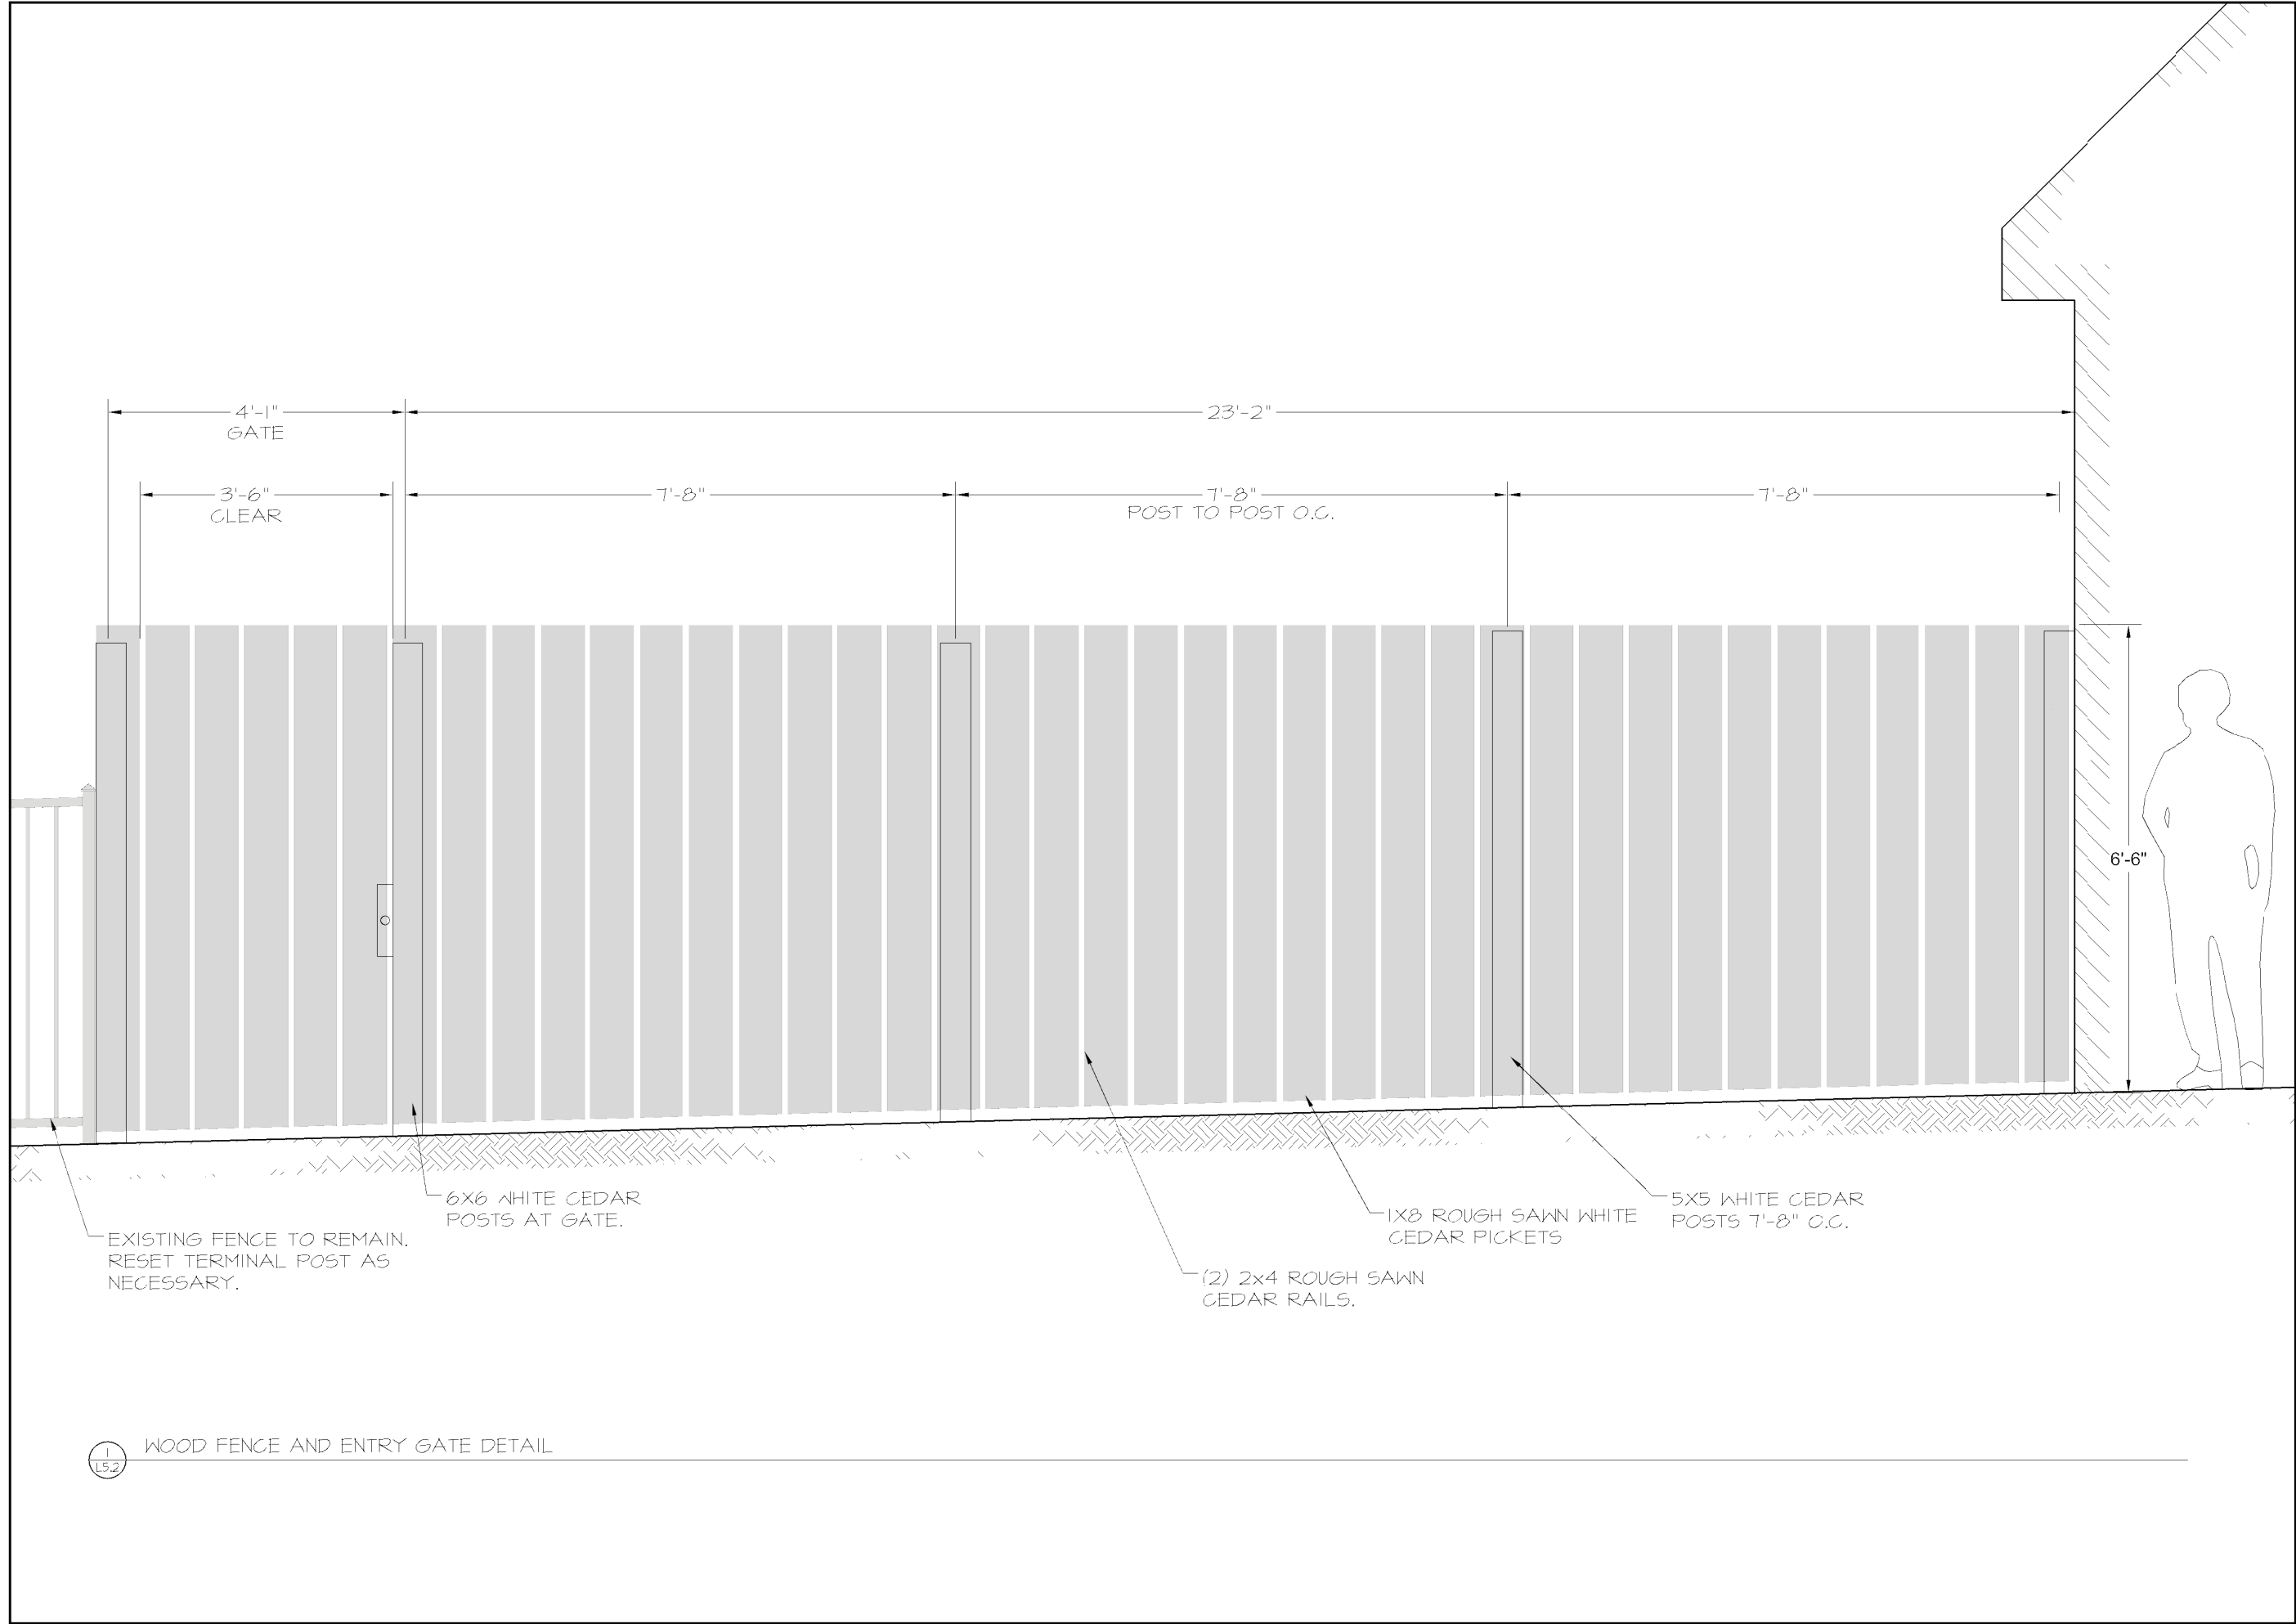 4'-1"
GATE
23'-2"
3'-6"
CLEAR
7'-8"
7'-8"
POST TO POST O.C.
7'-8"
6'-6"
6X6 WHITE CEDAR
POSTS AT GATE.
EXISTING FENCE TO REMAIN.
RESET TERMINAL POST AS
NECESSARY.
1X8 ROUGH SAWN WHITE
CEDAR PICKETS
5X5 WHITE CEDAR
POSTS 7'-8" O.C.
(2) 2x4 ROUGH SAWN
CEDAR RAILS.
1
L5.2
WOOD FENCE AND ENTRY GATE DETAIL